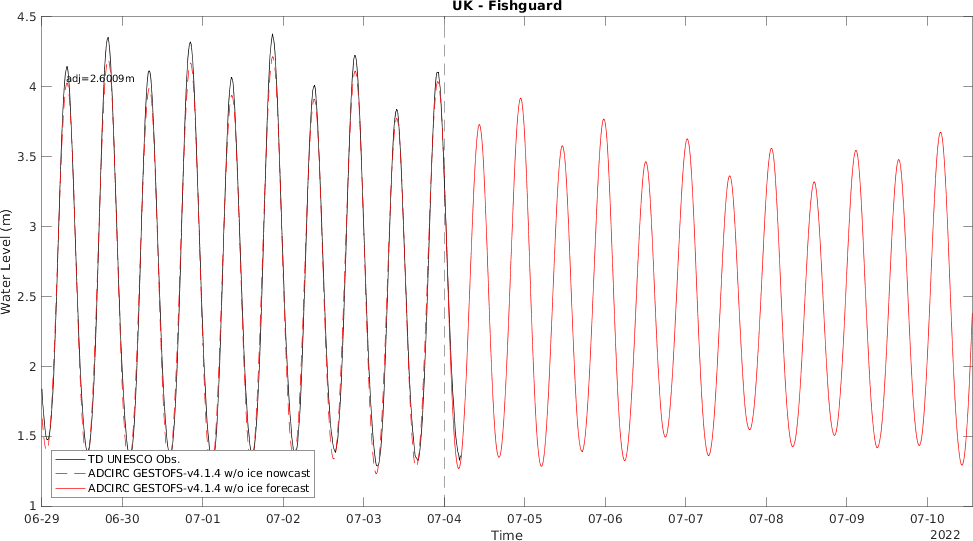 UK - Fishguard
4.5
adj=2.6009m
4
3.5
3
2.5
2
1.5
1
Water Level (m)
TD UNESCO Obs.
ADCIRC GESTOFS-v4.1.4 w/o ice nowcast
ADCIRC GESTOFS-v4.1.4 w/o ice forecast
06-29 06-30 07-01 07-02 07-03 07-04 07-05 07-06 07-07 07-08 07-09 07-10
Time
2022